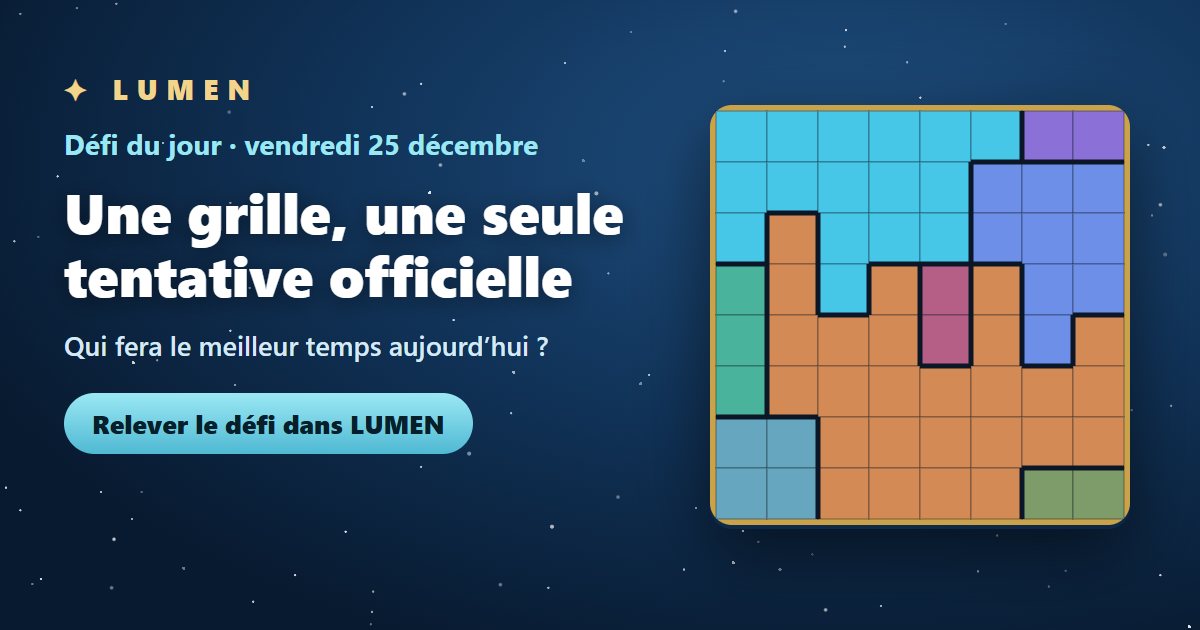 ✦ LUMEN
Défi du jour · vendredi 25 décembre
Une grille, une seule
tentative officielle
Qui fera le meilleur temps aujourd’hui ?
Relever le défi dans LUMEN